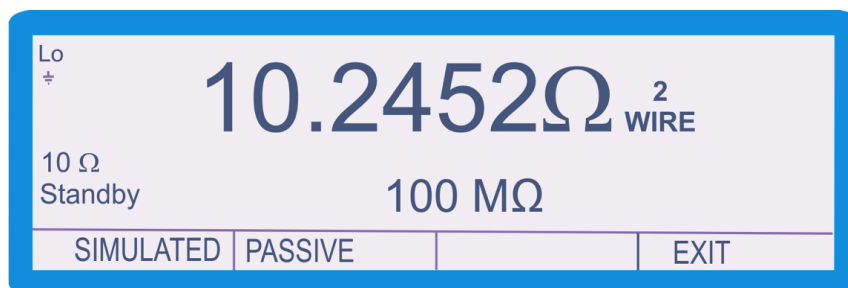 Lo
10.2452Ω 2 WIRE
10 Ω
Standby
100 MΩ
SIMULATED PASSIVE EXIT